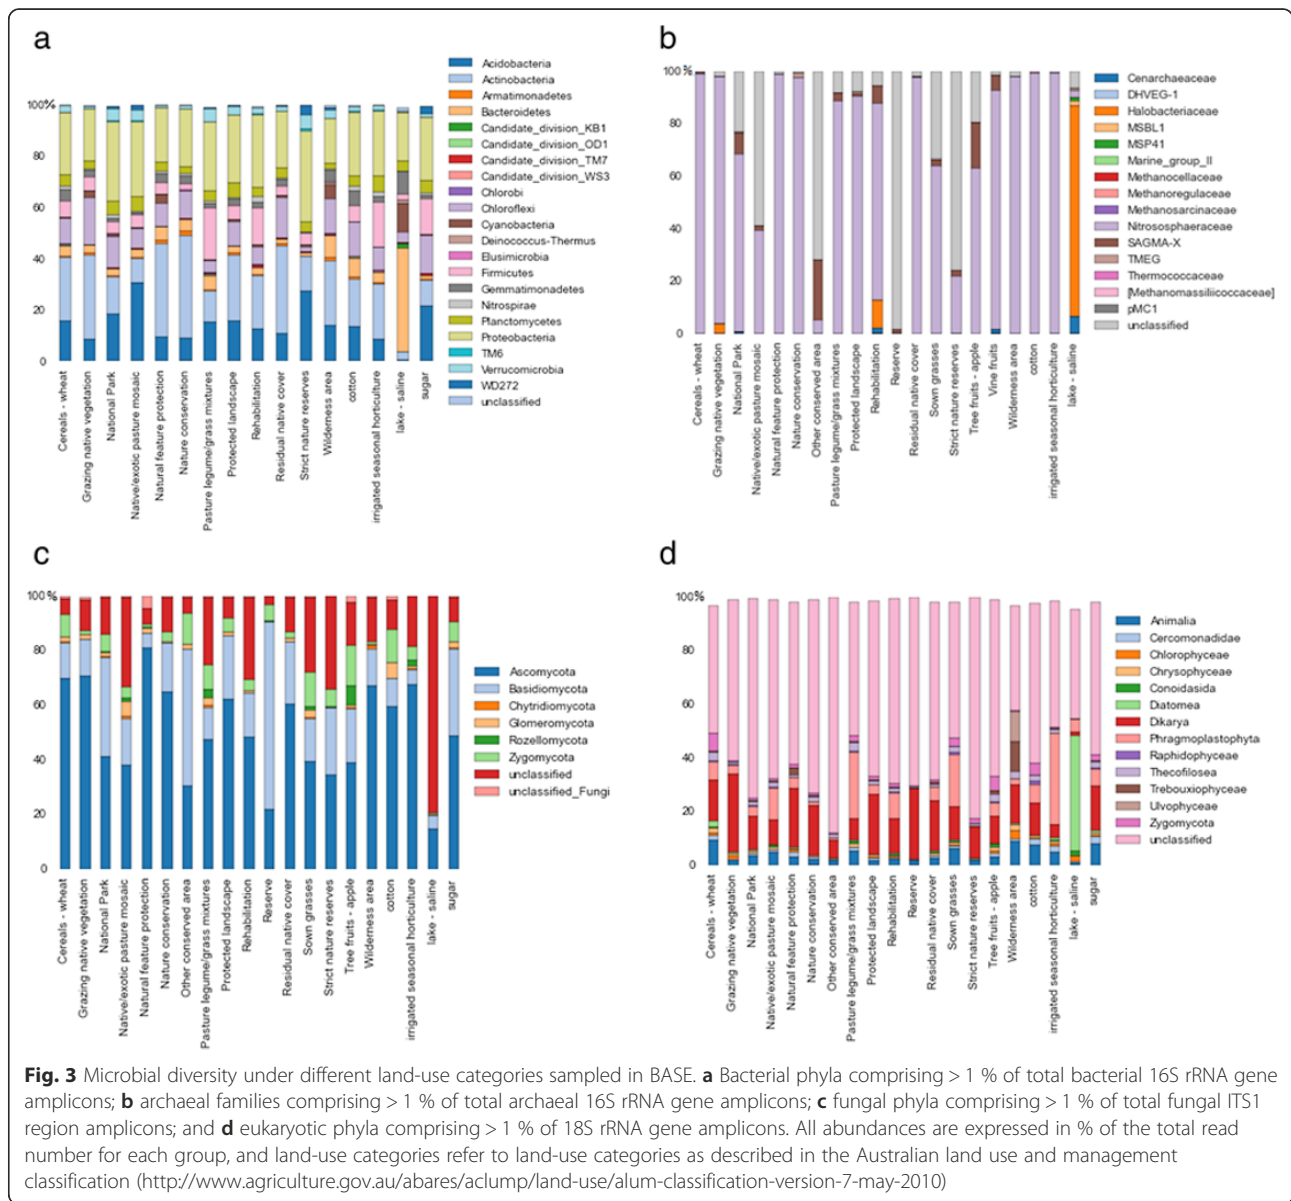 a
100%
80
60
40
20
0
Cereals - wheat
Grazing native vegetation
National Park
Native/exotic pasture mosaic
Natural feature protection
Nature conservation
Pasture legume/grass mixtures
Protected landscape
Rehabilitation
Residual native cover
Strict nature reserves
Wilderness area
cotton
irrigated seasonal horticulture
lake - saline
sugar
Acidobacteria
Actinobacteria
Armatimonadetes
Bacteroidetes
Candidate_division_KB1
Candidate_division_OD1
Candidate_division_TM7
Candidate_division_WS3
Chlorobi
Chloroflexi
Cyanobacteria
Deinococcus-Thermus
Elusimicrobia
Firmicutes
Gemmatimonadetes
Nitrospirae
Planctomycetes
Proteobacteria
TM6
Verrucomicrobia
WD272
unclassified
b
100%
80
60
40
20
0
Cereals - wheat
Grazing native vegetation
National Park
Native/exotic pasture mosaic
Natural feature protection
Nature conservation
Other conserved area
Pasture legume/grass mixtures
Protected landscape
Rehabilitation
Reserve
Residual native cover
Sown grasses
Strict nature reserves
Tree fruits - apple
Vine fruits
Wilderness area
cotton
irrigated seasonal horticulture
lake - saline
Cenarchaeaceae
DHVEG-1
Halobacteriaceae
MSBL1
MSP41
Marine_group_II
Methanocellaceae
Methanoregulaceae
Methanosarcinaceae
Nitrososphaeraceae
SAGMA-X
TMEG
Thermococcaceae
[Methanomassiliicoccaceae]
pMC1
unclassified
c
100%
80
60
40
20
0
Cereals - wheat
Grazing native vegetation
National Park
Native/exotic pasture mosaic
Natural feature protection
Nature conservation
Other conserved area
Pasture legume/grass mixtures
Protected landscape
Rehabilitation
Reserve
Residual native cover
Sown grasses
Strict nature reserves
Tree fruits - apple
Wilderness area
cotton
irrigated seasonal horticulture
lake - saline
sugar
Ascomycota
Basidiomycota
Chytridiomycota
Glomeromycota
Rozellomycota
Zygomycota
unclassified
unclassified_Fungi
d
100%
80
60
40
20
0
Cereals - wheat
Grazing native vegetation
National Park
Native/exotic pasture mosaic
Natural feature protection
Nature conservation
Other conserved area
Pasture legume/grass mixtures
Protected landscape
Rehabilitation
Reserve
Residual native cover
Sown grasses
Strict nature reserves
Tree fruits - apple
Wilderness area
cotton
irrigated seasonal horticulture
lake - saline
sugar
Animalia
Cercomonadidae
Chlorophyceae
Chrysophyceae
Conoidasida
Diatomea
Dikarya
Phragmoplastophyta
Raphidophyceae
Thecofilosea
Trebouxiophyceae
Ulvophyceae
Zygomycota
unclassified
Fig. 3 Microbial diversity under different land-use categories sampled in BASE. a Bacterial phyla comprising > 1 % of total bacterial 16S rRNA gene
amplicons; b archaeal families comprising > 1 % of total archaeal 16S rRNA gene amplicons; c fungal phyla comprising > 1 % of total fungal ITS1
region amplicons; and d eukaryotic phyla comprising > 1 % of 18S rRNA gene amplicons. All abundances are expressed in % of the total read
number for each group, and land-use categories refer to land-use categories as described in the Australian land use and management
classification (http://www.agriculture.gov.au/abares/aclump/land-use/alum-classification-version-7-may-2010)